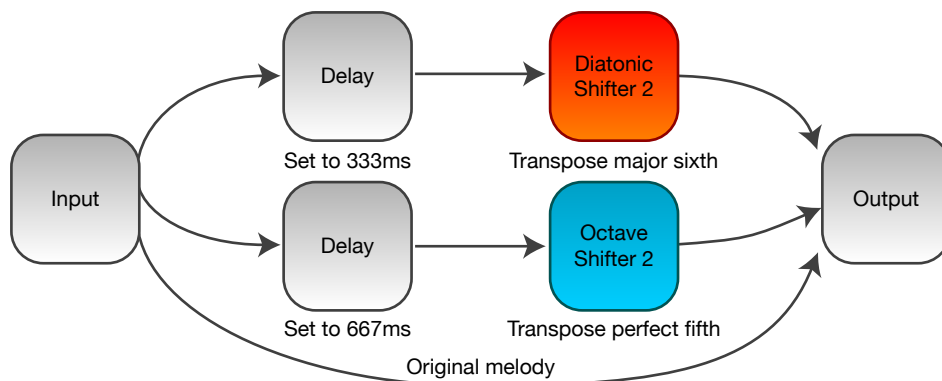 Input
Delay
Set to 333ms
Diatonic
Shifter 2
Transpose major sixth
Delay
Set to 667ms
Octave
Shifter 2
Transpose perfect fifth
Original melody
Output